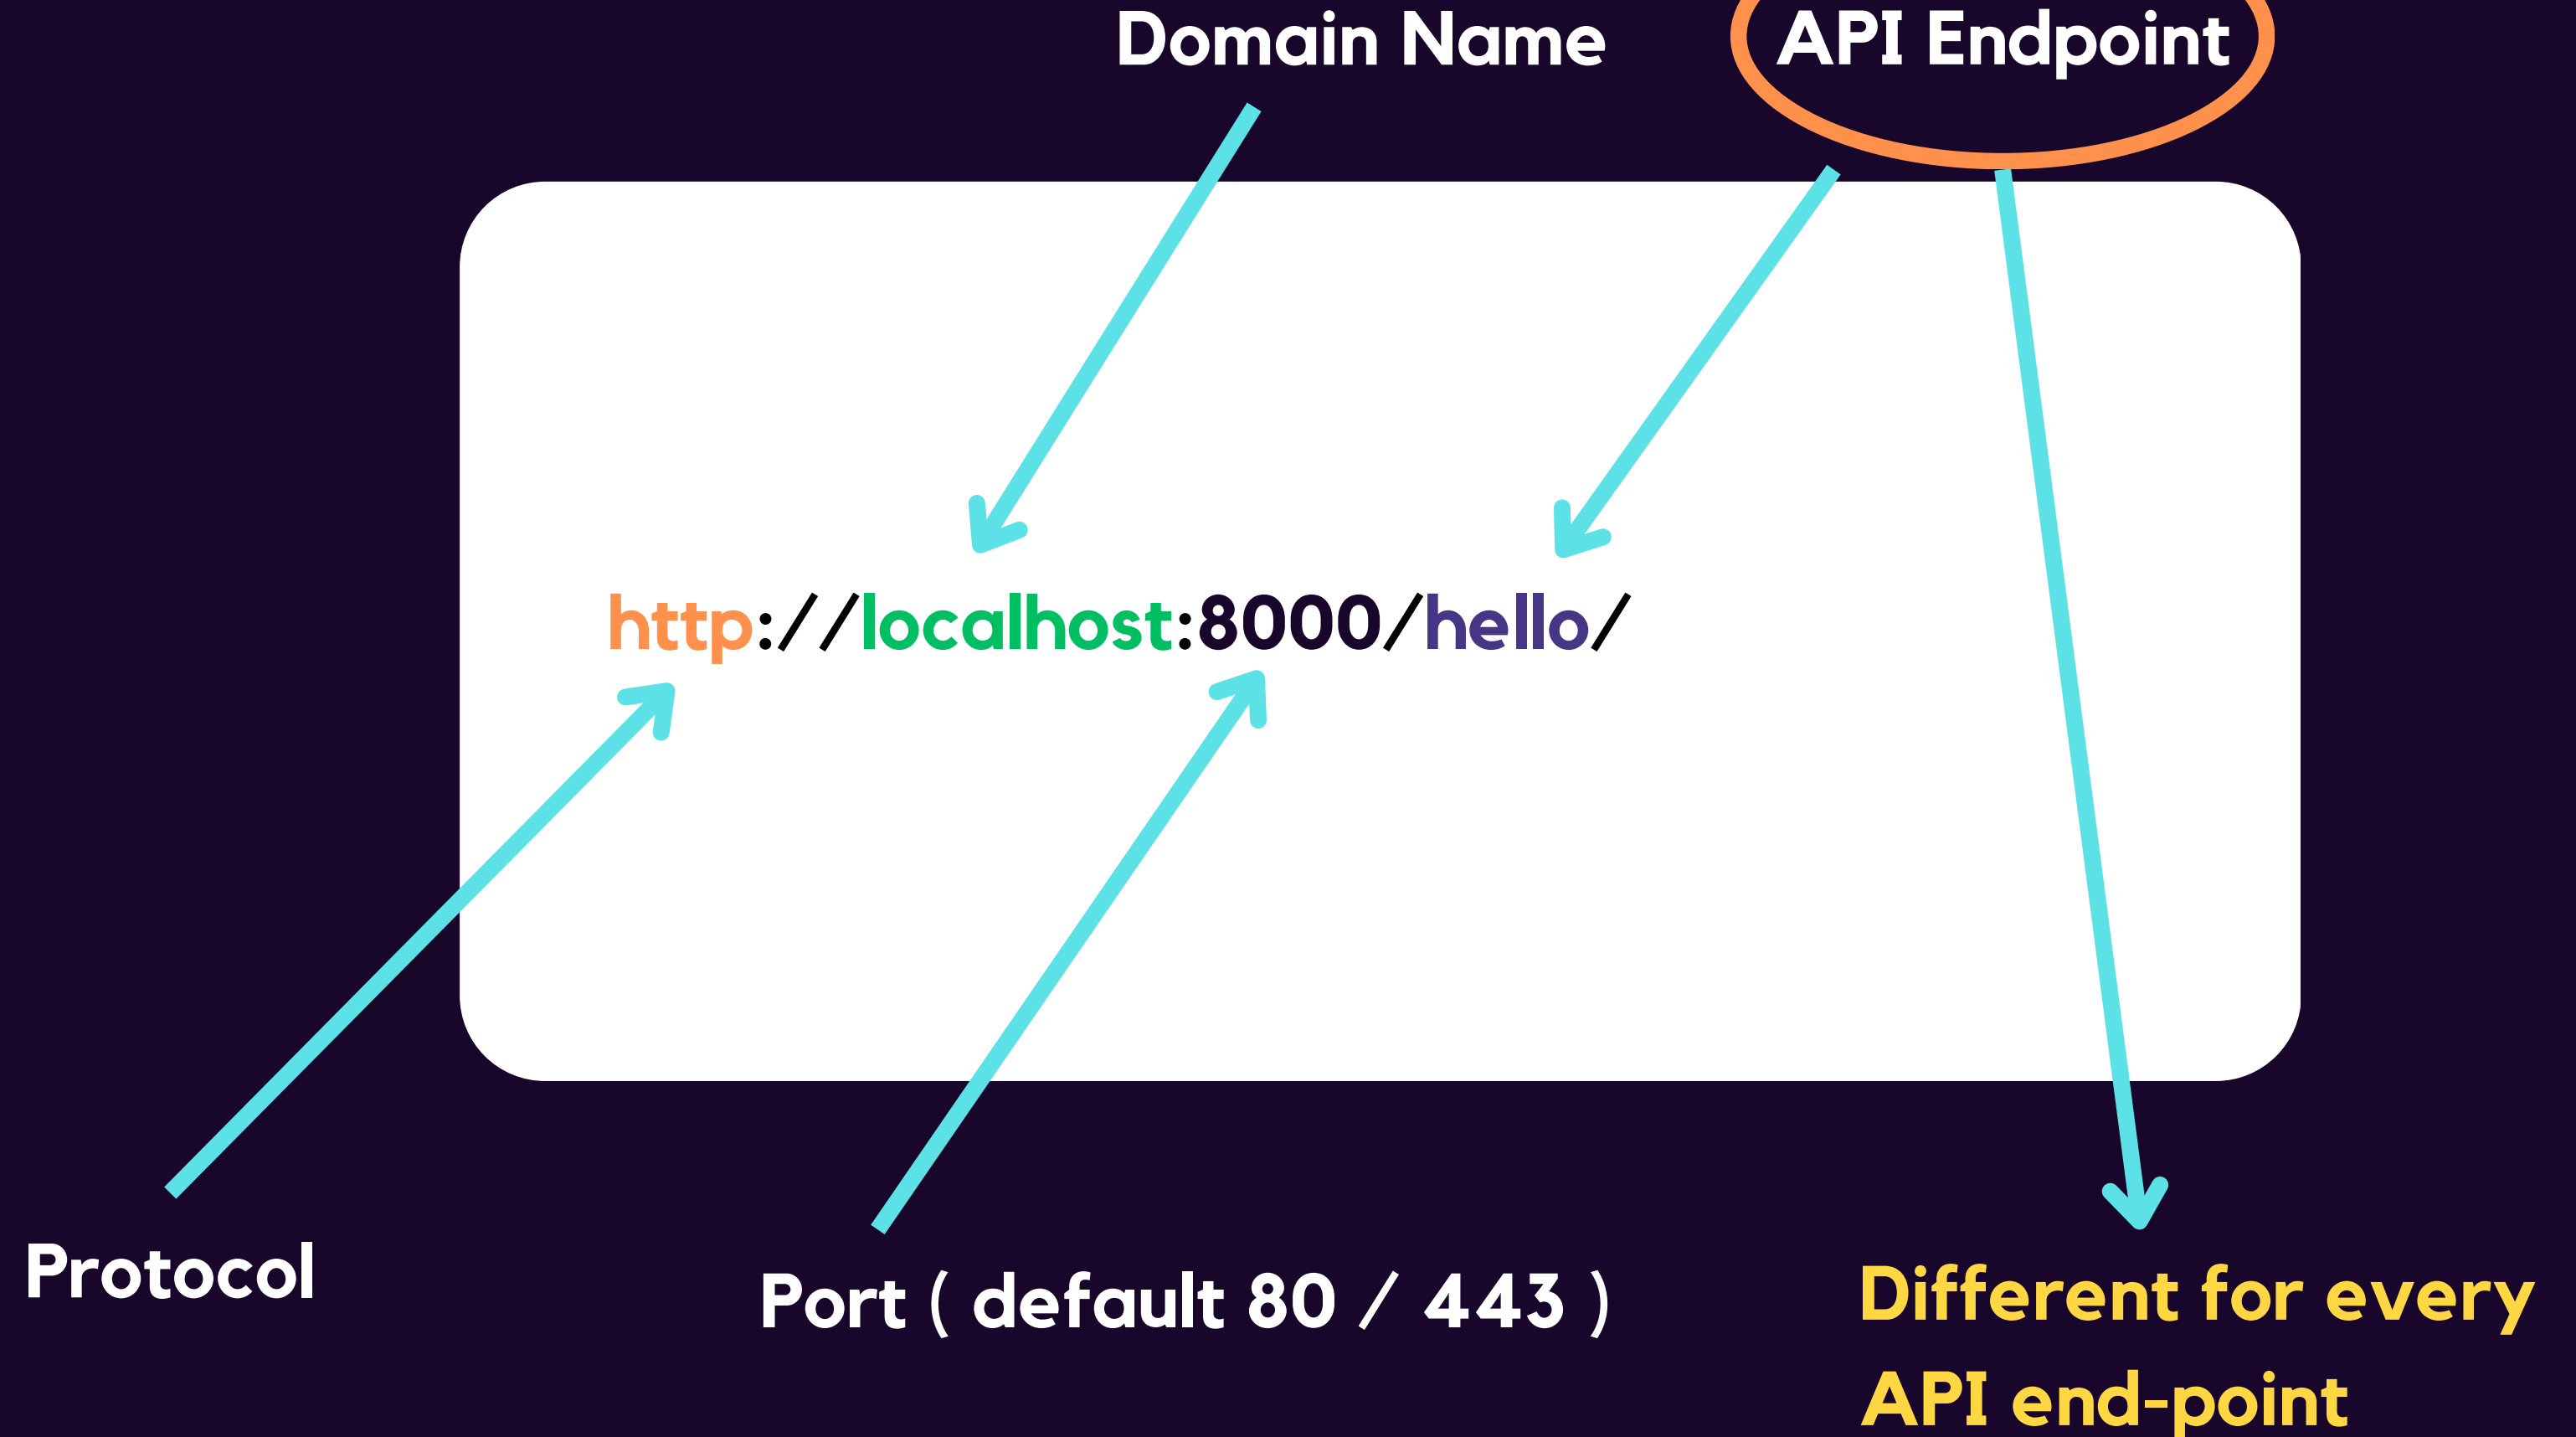 Domain Name
API Endpoint
http://localhost:8000/hello/
Protocol
Port ( default 80 / 443 )
Different for every
API end-point